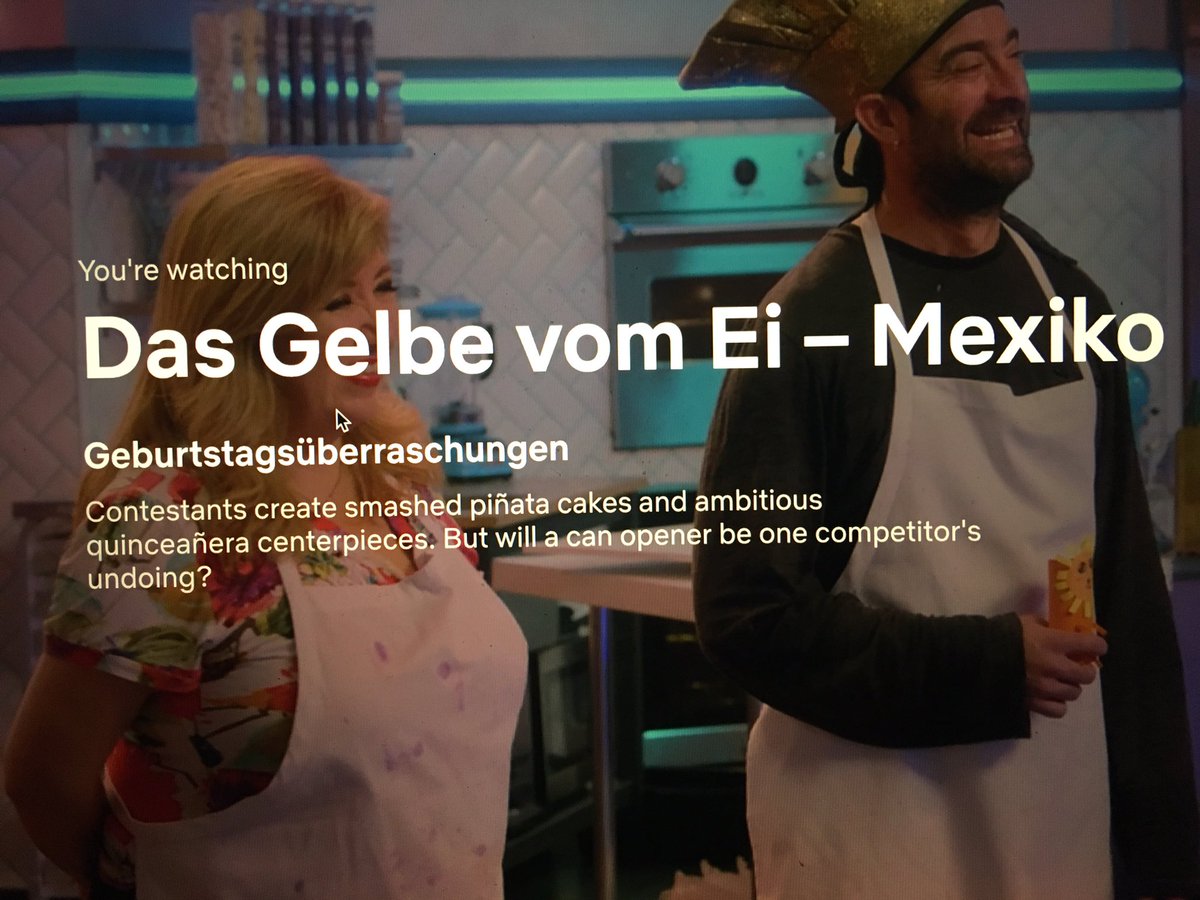 You're watching
Das Gelbe vom Ei – Mexiko
Geburtstagsüberraschungen
Contestants create smashed piñata cakes and ambitious
quinceañera centerpieces. But will a can opener be one competitor's
undoing?